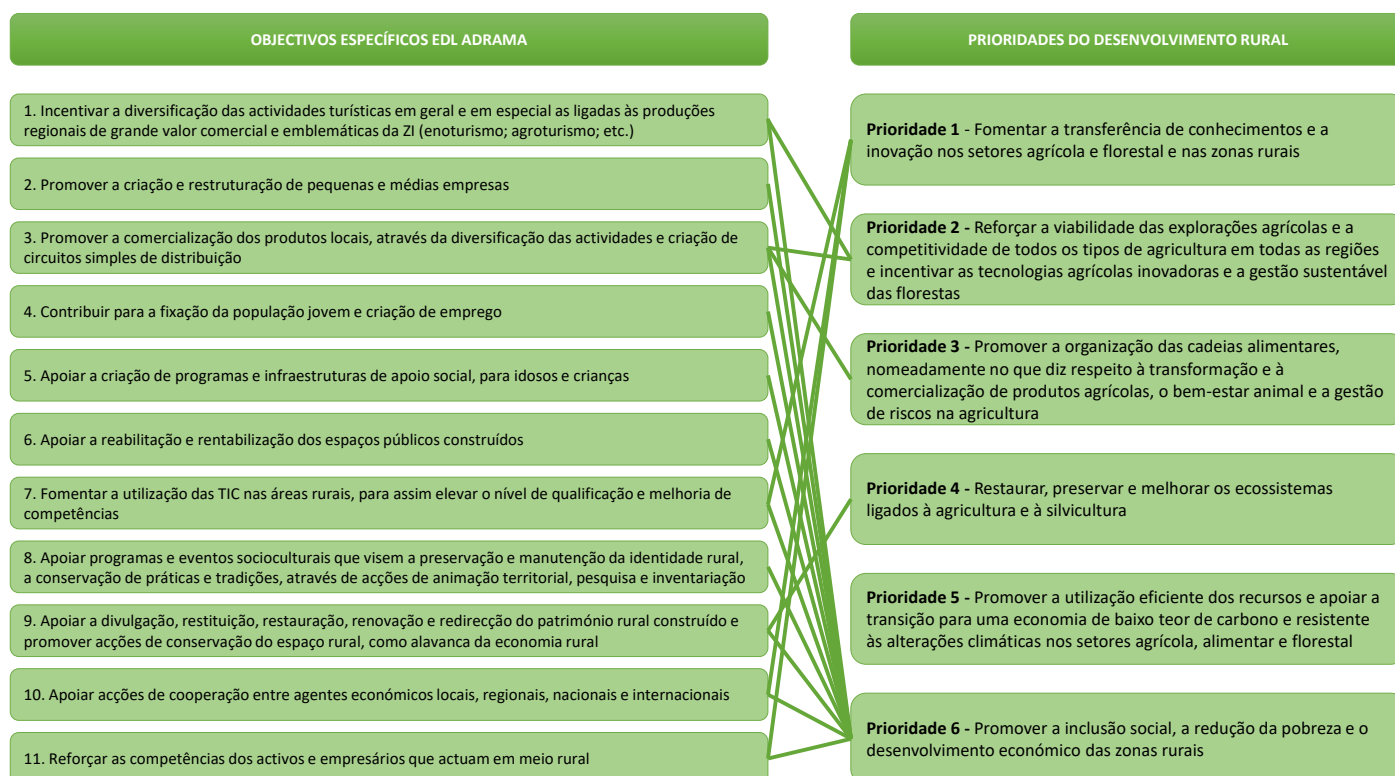 OBJECTIVOS ESPECÍFICOS EDL ADRAMA
1. Incentivar a diversificação das actividades turísticas em geral e em especial as ligadas às produções
regionais de grande valor comercial e emblemáticas da ZI (enoturismo; agroturismo; etc.)
2. Promover a criação e restruturação de pequenas e médias empresas
3. Promover a comercialização dos produtos locais, através da diversificação das actividades e criação de
circuitos simples de distribuição
4. Contribuir para a fixação da população jovem e criação de emprego
5. Apoiar a criação de programas e infraestruturas de apoio social, para idosos e crianças
6. Apoiar a reabilitação e rentabilização dos espaços públicos construídos
7. Fomentar a utilização das TIC nas áreas rurais, para assim elevar o nível de qualificação e melhoria de
competências
8. Apoiar programas e eventos socioculturais que visem a preservação e manutenção da identidade rural,
a conservação de práticas e tradições, através de acções de animação territorial, pesquisa e inventariação
9. Apoiar a divulgação, restituição, restauração, renovação e redirecção do património rural construído e
promover acções de conservação do espaço rural, como alavanca da economia rural
10. Apoiar acções de cooperação entre agentes económicos locais, regionais, nacionais e internacionais
11. Reforçar as competências dos activos e empresários que actuam em meio rural
PRIORIDADES DO DESENVOLVIMENTO RURAL
Prioridade 1 - Fomentar a transferência de conhecimentos e a
inovação nos setores agrícola e florestal e nas zonas rurais
Prioridade 2 - Reforçar a viabilidade das explorações agrícolas e a
competitividade de todos os tipos de agricultura em todas as regiões
e incentivar as tecnologias agrícolas inovadoras e a gestão sustentável
das florestas
Prioridade 3 - Promover a organização das cadeias alimentares,
nomeadamente no que diz respeito à transformação e à
comercialização de produtos agrícolas, o bem-estar animal e a gestão
de riscos na agricultura
Prioridade 4 - Restaurar, preservar e melhorar os ecossistemas
ligados à agricultura e à silvicultura
Prioridade 5 - Promover a utilização eficiente dos recursos e apoiar a
transição para uma economia de baixo teor de carbono e resistente
às alterações climáticas nos setores agrícola, alimentar e florestal
Prioridade 6 - Promover a inclusão social, a redução da pobreza e o
desenvolvimento económico das zonas rurais